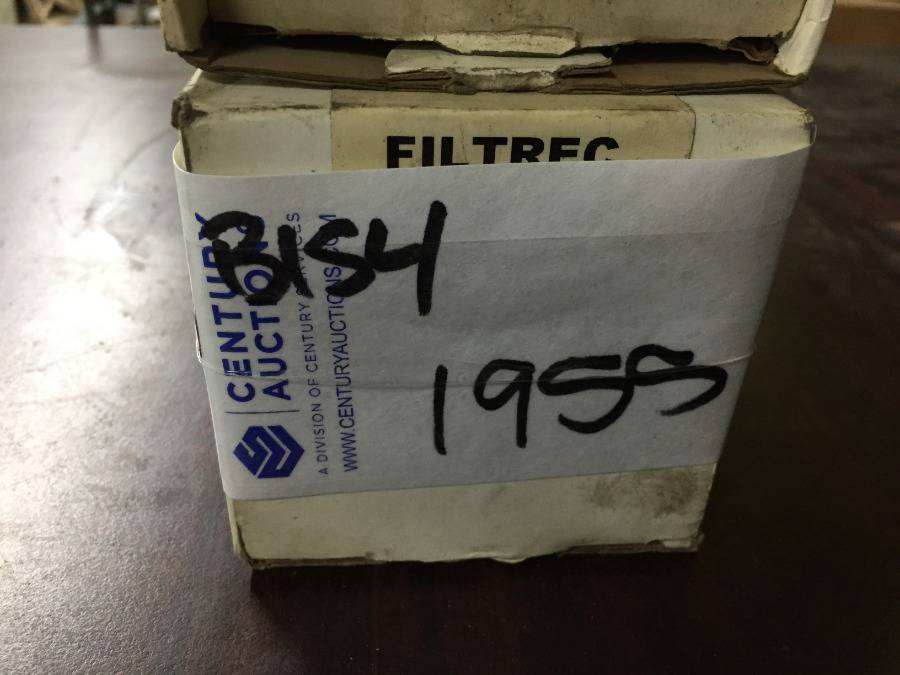 FILTREC
B154
1955
CENTURY
AUCTIONS
A DIVISION OF CENTURY SERVICES
WWW.CENTURYAUCTIONS.COM